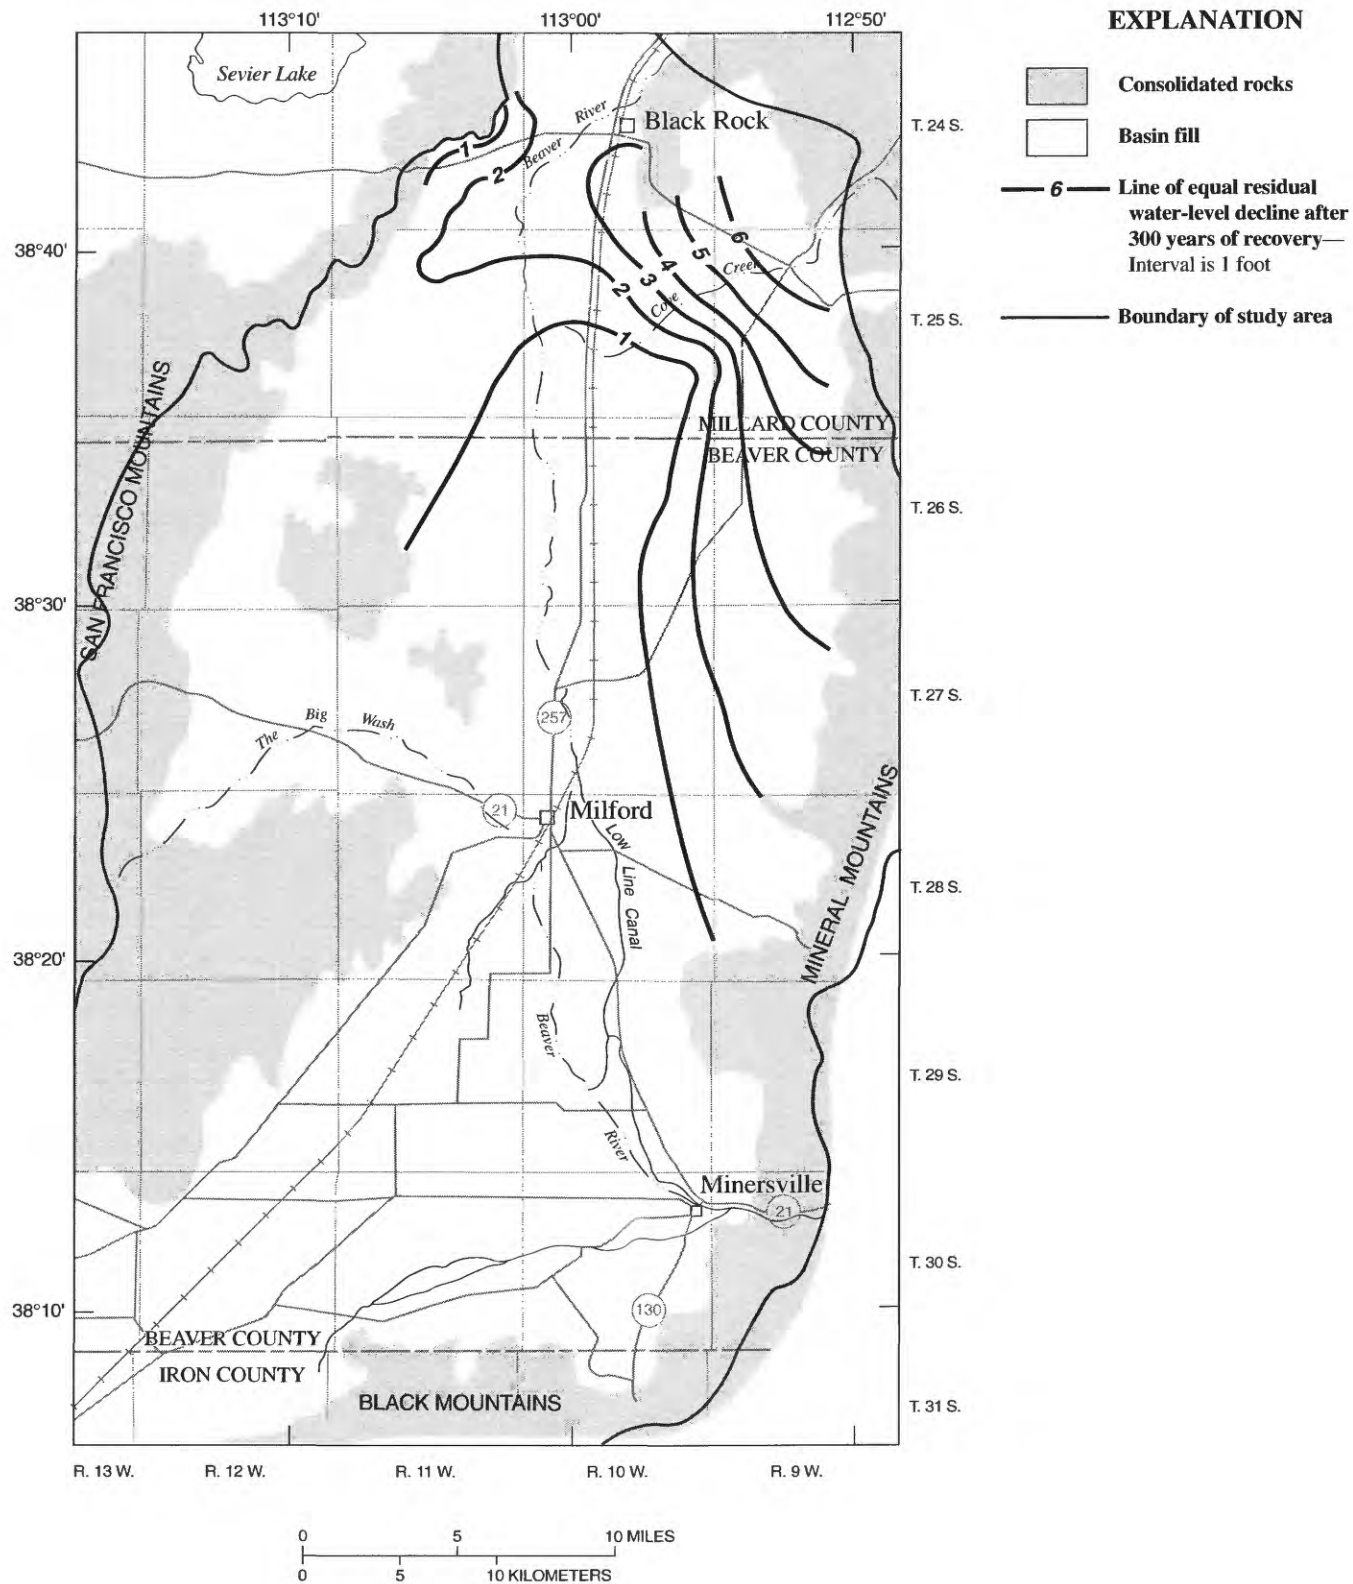 113°10'
113°00'
112°50'
EXPLANATION
Consolidated rocks
Basin fill
6
Line of equal residual
water-level decline after
300 years of recovery—
Interval is 1 foot
Boundary of study area
Sevier Lake
Black Rock
Beaver
River
1
2
T. 24 S.
38°40'
6
5
4
3
2
1
Cove
Creek
T. 25 S.
SAN FRANCISCO MOUNTAINS
MILLARD COUNTY
BEAVER COUNTY
T. 26 S.
38°30'
T. 27 S.
The
Big
Wash
257
21
Milford
Low
Line Canal
MINERAL MOUNTAINS
T. 28 S.
38°20'
Beaver
River
T. 29 S.
Minersville
21
T. 30 S.
38°10'
130
BEAVER COUNTY
IRON COUNTY
BLACK MOUNTAINS
T. 31 S.
R. 13 W.
R. 12 W.
R. 11 W.
R. 10 W.
R. 9 W.
0
5
10 MILES
0
5
10 KILOMETERS